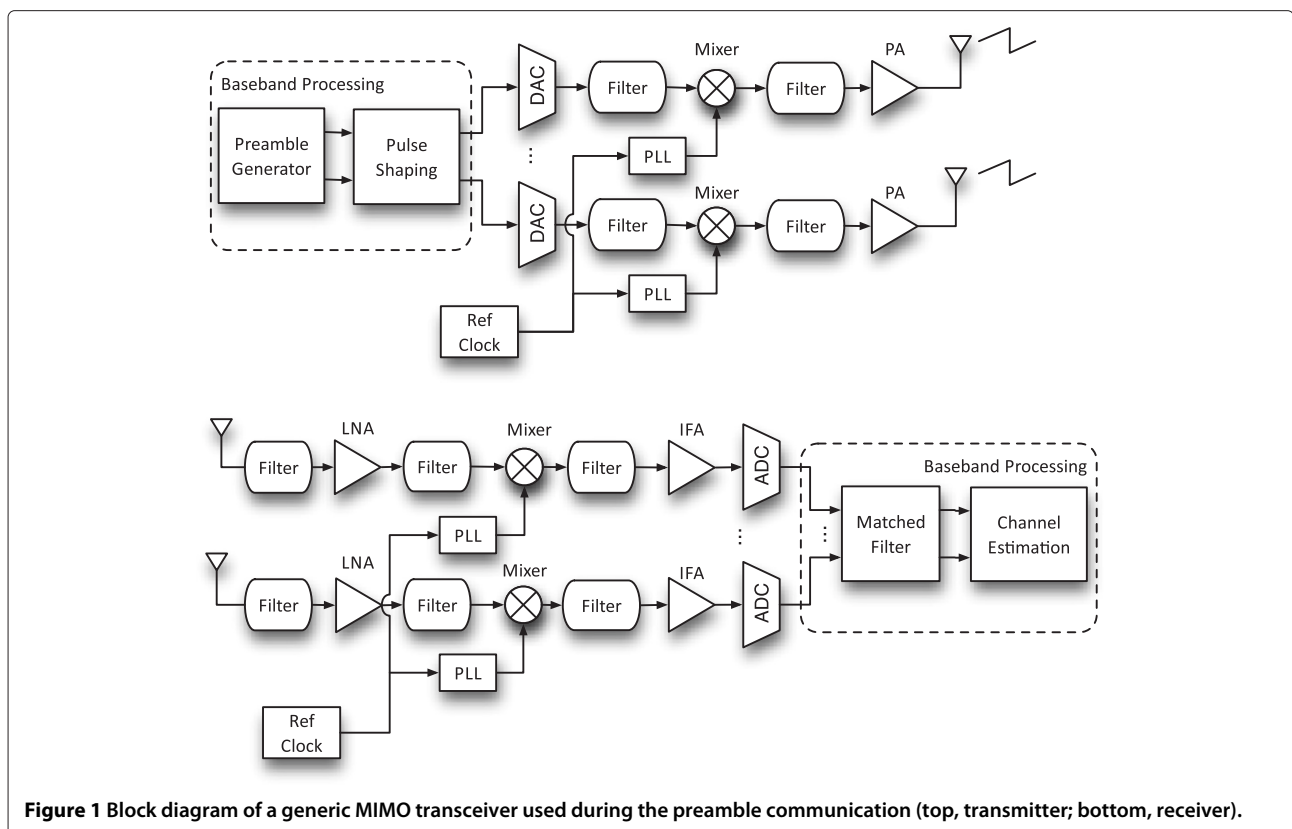 Baseband Processing
Preamble
Generator
Pulse
Shaping
DAC
Filter
Mixer
Filter
PA
PLL
...
DAC
Filter
Mixer
Filter
PA
PLL
Ref
Clock
Filter
LNA
Filter
Mixer
Filter
IFA
ADC
PLL
...
Filter
LNA
Filter
Mixer
Filter
IFA
ADC
PLL
Ref
Clock
Baseband Processing
...
Matched
Filter
Channel
Estimation
Figure 1 Block diagram of a generic MIMO transceiver used during the preamble communication (top, transmitter; bottom, receiver).